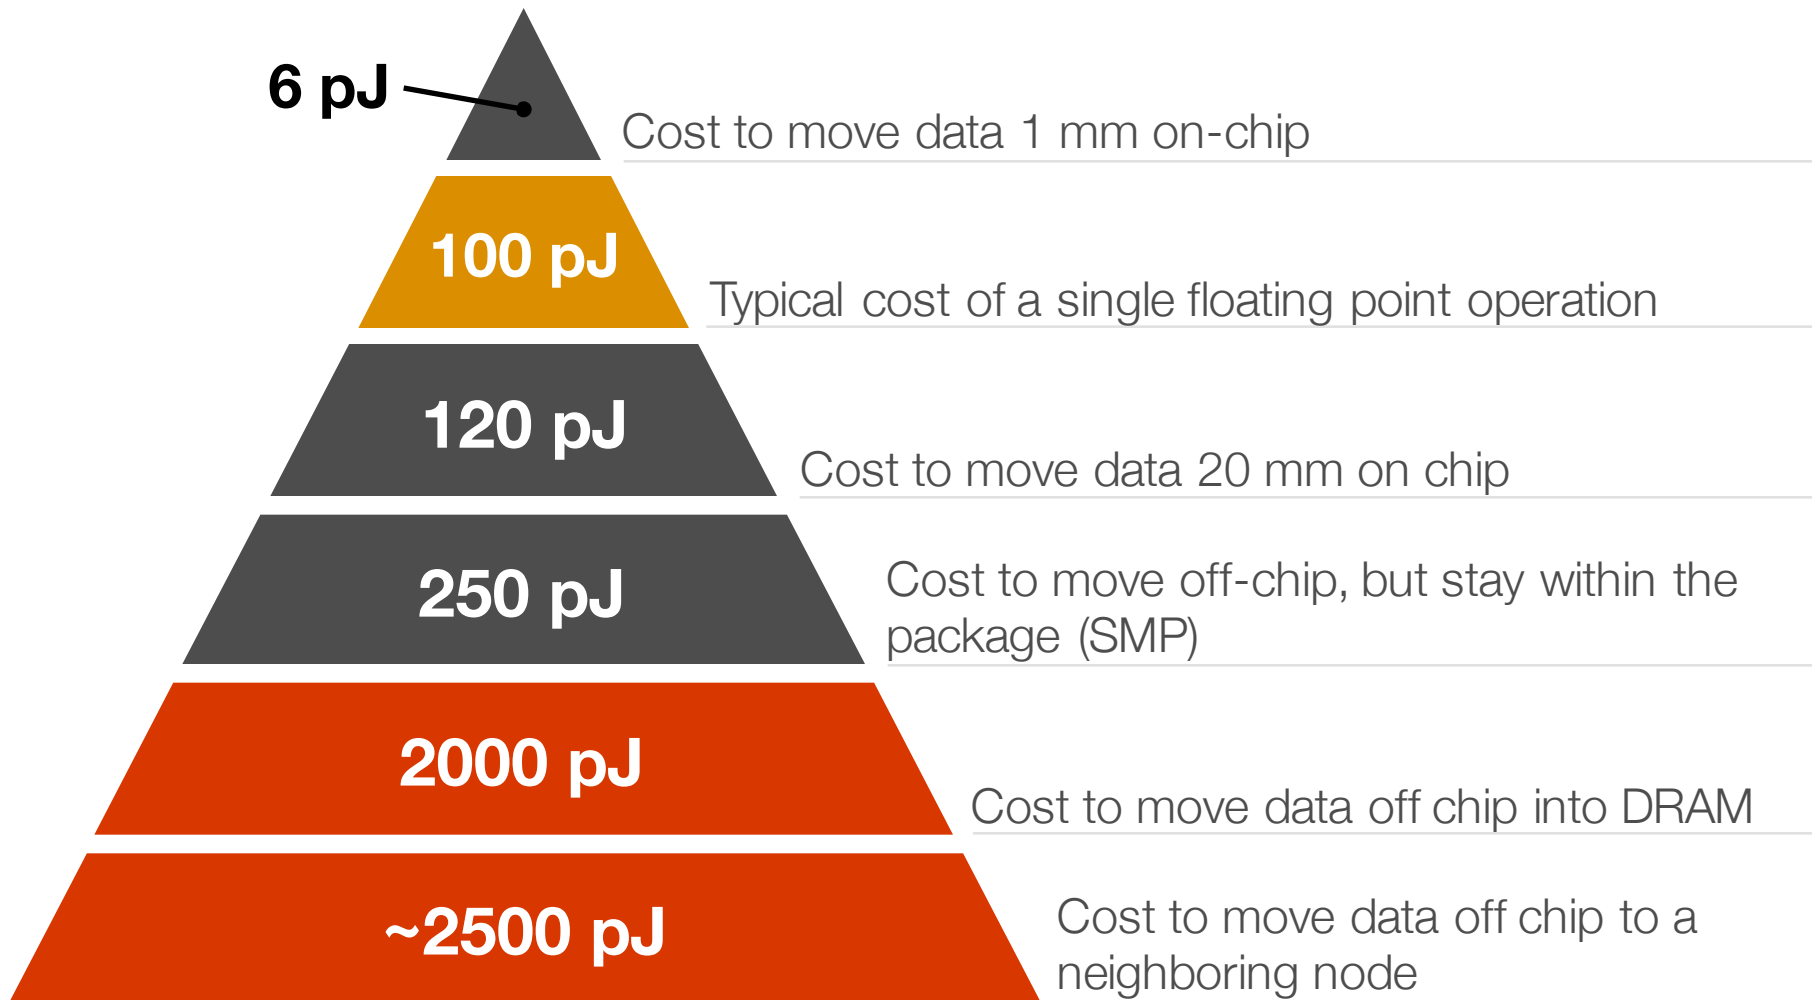 6 pJ
Cost to move data 1 mm on-chip
100 pJ
Typical cost of a single floating point operation
120 pJ
Cost to move data 20 mm on chip
250 pJ
Cost to move off-chip, but stay within the
package (SMP)
2000 pJ
Cost to move data off chip into DRAM
~2500 pJ
Cost to move data off chip to a
neighboring node